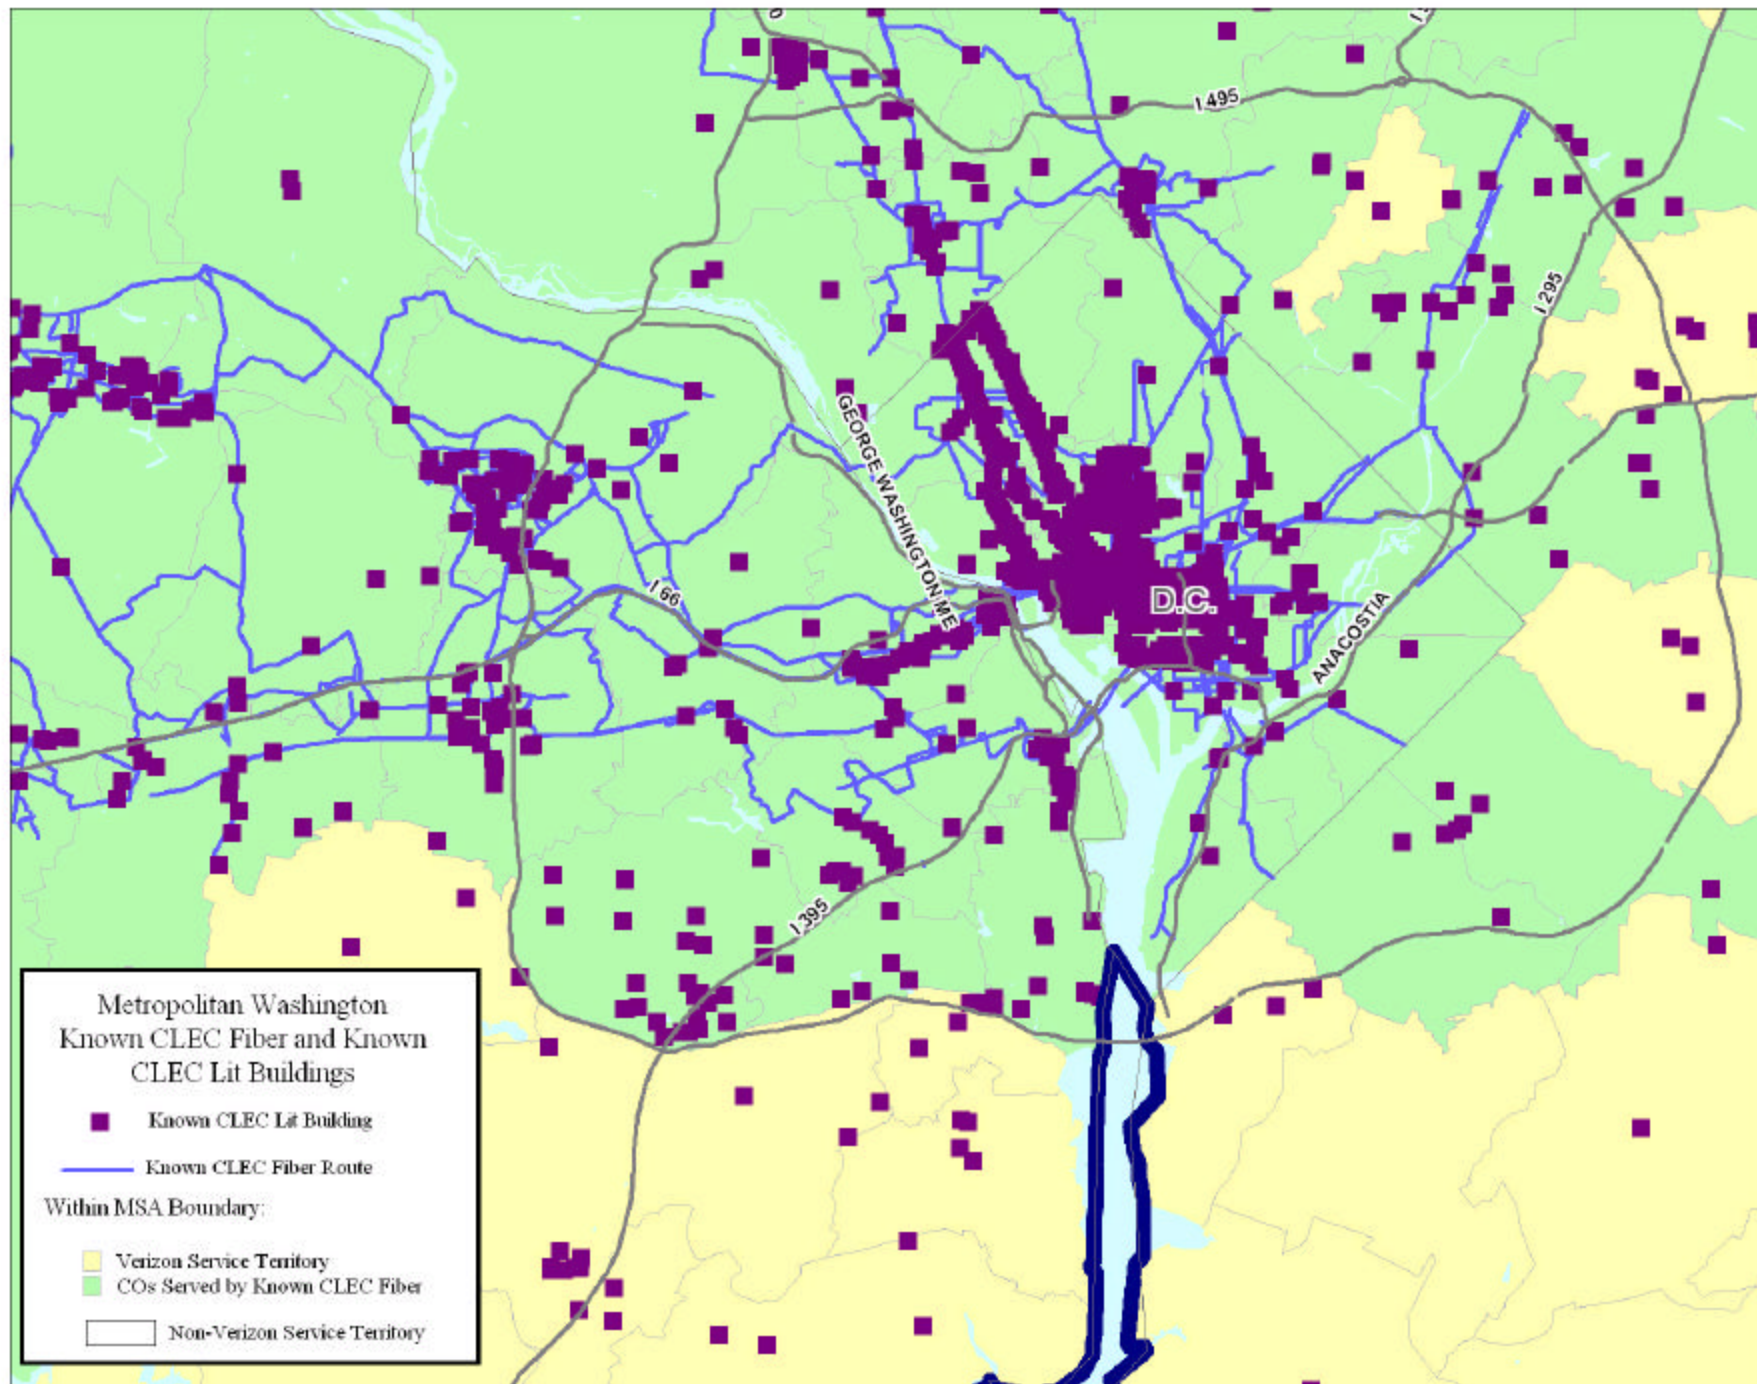 0
I 495
I 295
GEORGE WASHINGTON ME
I 66
D.C.
ANACOSTIA
I 395
Metropolitan Washington
Known CLEC Fiber and Known
CLEC Lit Buildings
Known CLEC Lit Building
Known CLEC Fiber Route
Within MSA Boundary:
Verizon Service Territory
COs Served by Known CLEC Fiber
Non-Verizon Service Territory